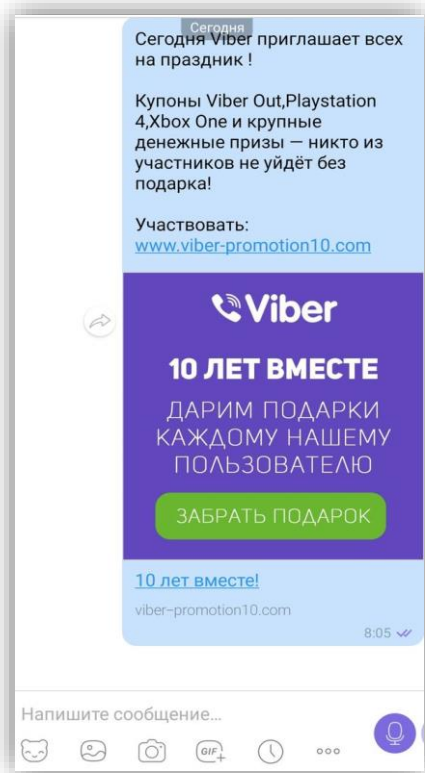 Сегодня
Сегодня Viber приглашает всех
на праздник !
Купоны Viber Out,Playstation
4,Xbox One и крупные
денежные призы — никто из
участников не уйдёт без
подарка!
Участвовать:
www.viber-promotion10.com
Viber
10 ЛЕТ ВМЕСТЕ
ДАРИМ ПОДАРКИ
КАЖДОМУ НАШЕМУ
ПОЛЬЗОВАТЕЛЮ
ЗАБРАТЬ ПОДАРОК
10 лет вместе!
viber-promotion10.com
8:05
Напишите сообщение...
GIF